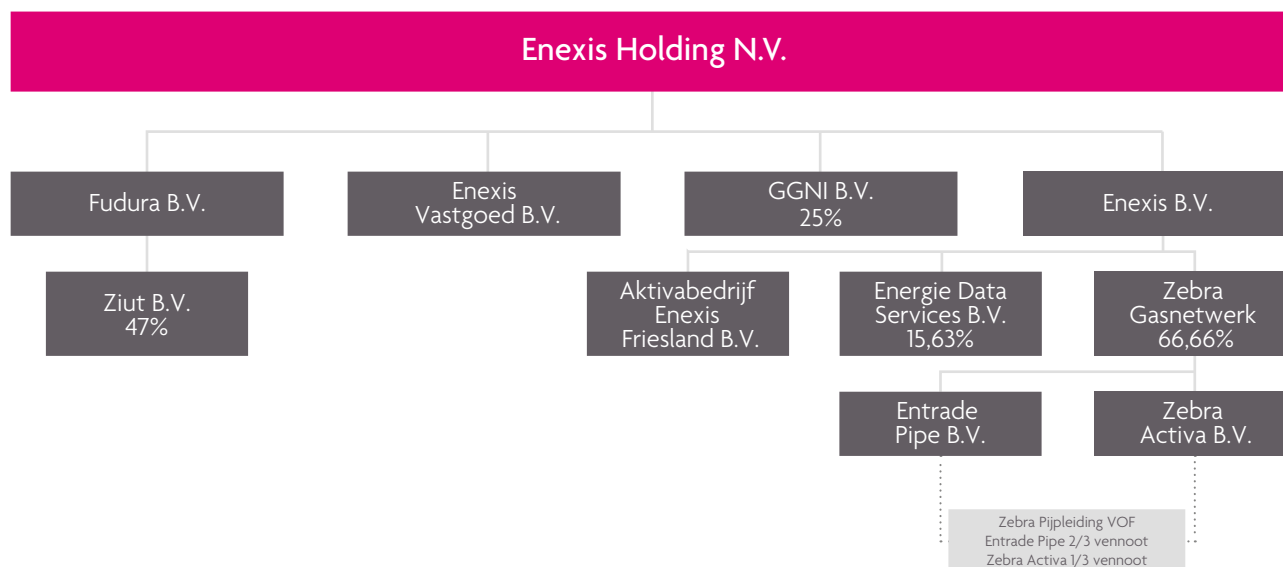 Enexis Holding N.V.
Fudura B.V.
Enexis
Vastgoed B.V.
GGNI B.V.
25%
Enexis B.V.
Ziut B.V.
47%
Aktivabedrijf
Enexis
Friesland B.V.
Energie Data
Services B.V.
15,63%
Zebra
Gasnetwerk
66,66%
Entrade
Pipe B.V.
Zebra
Activa B.V.
Zebra Pijpleiding VOF
Entrade Pipe 2/3 vennoot
Zebra Activa 1/3 vennoot